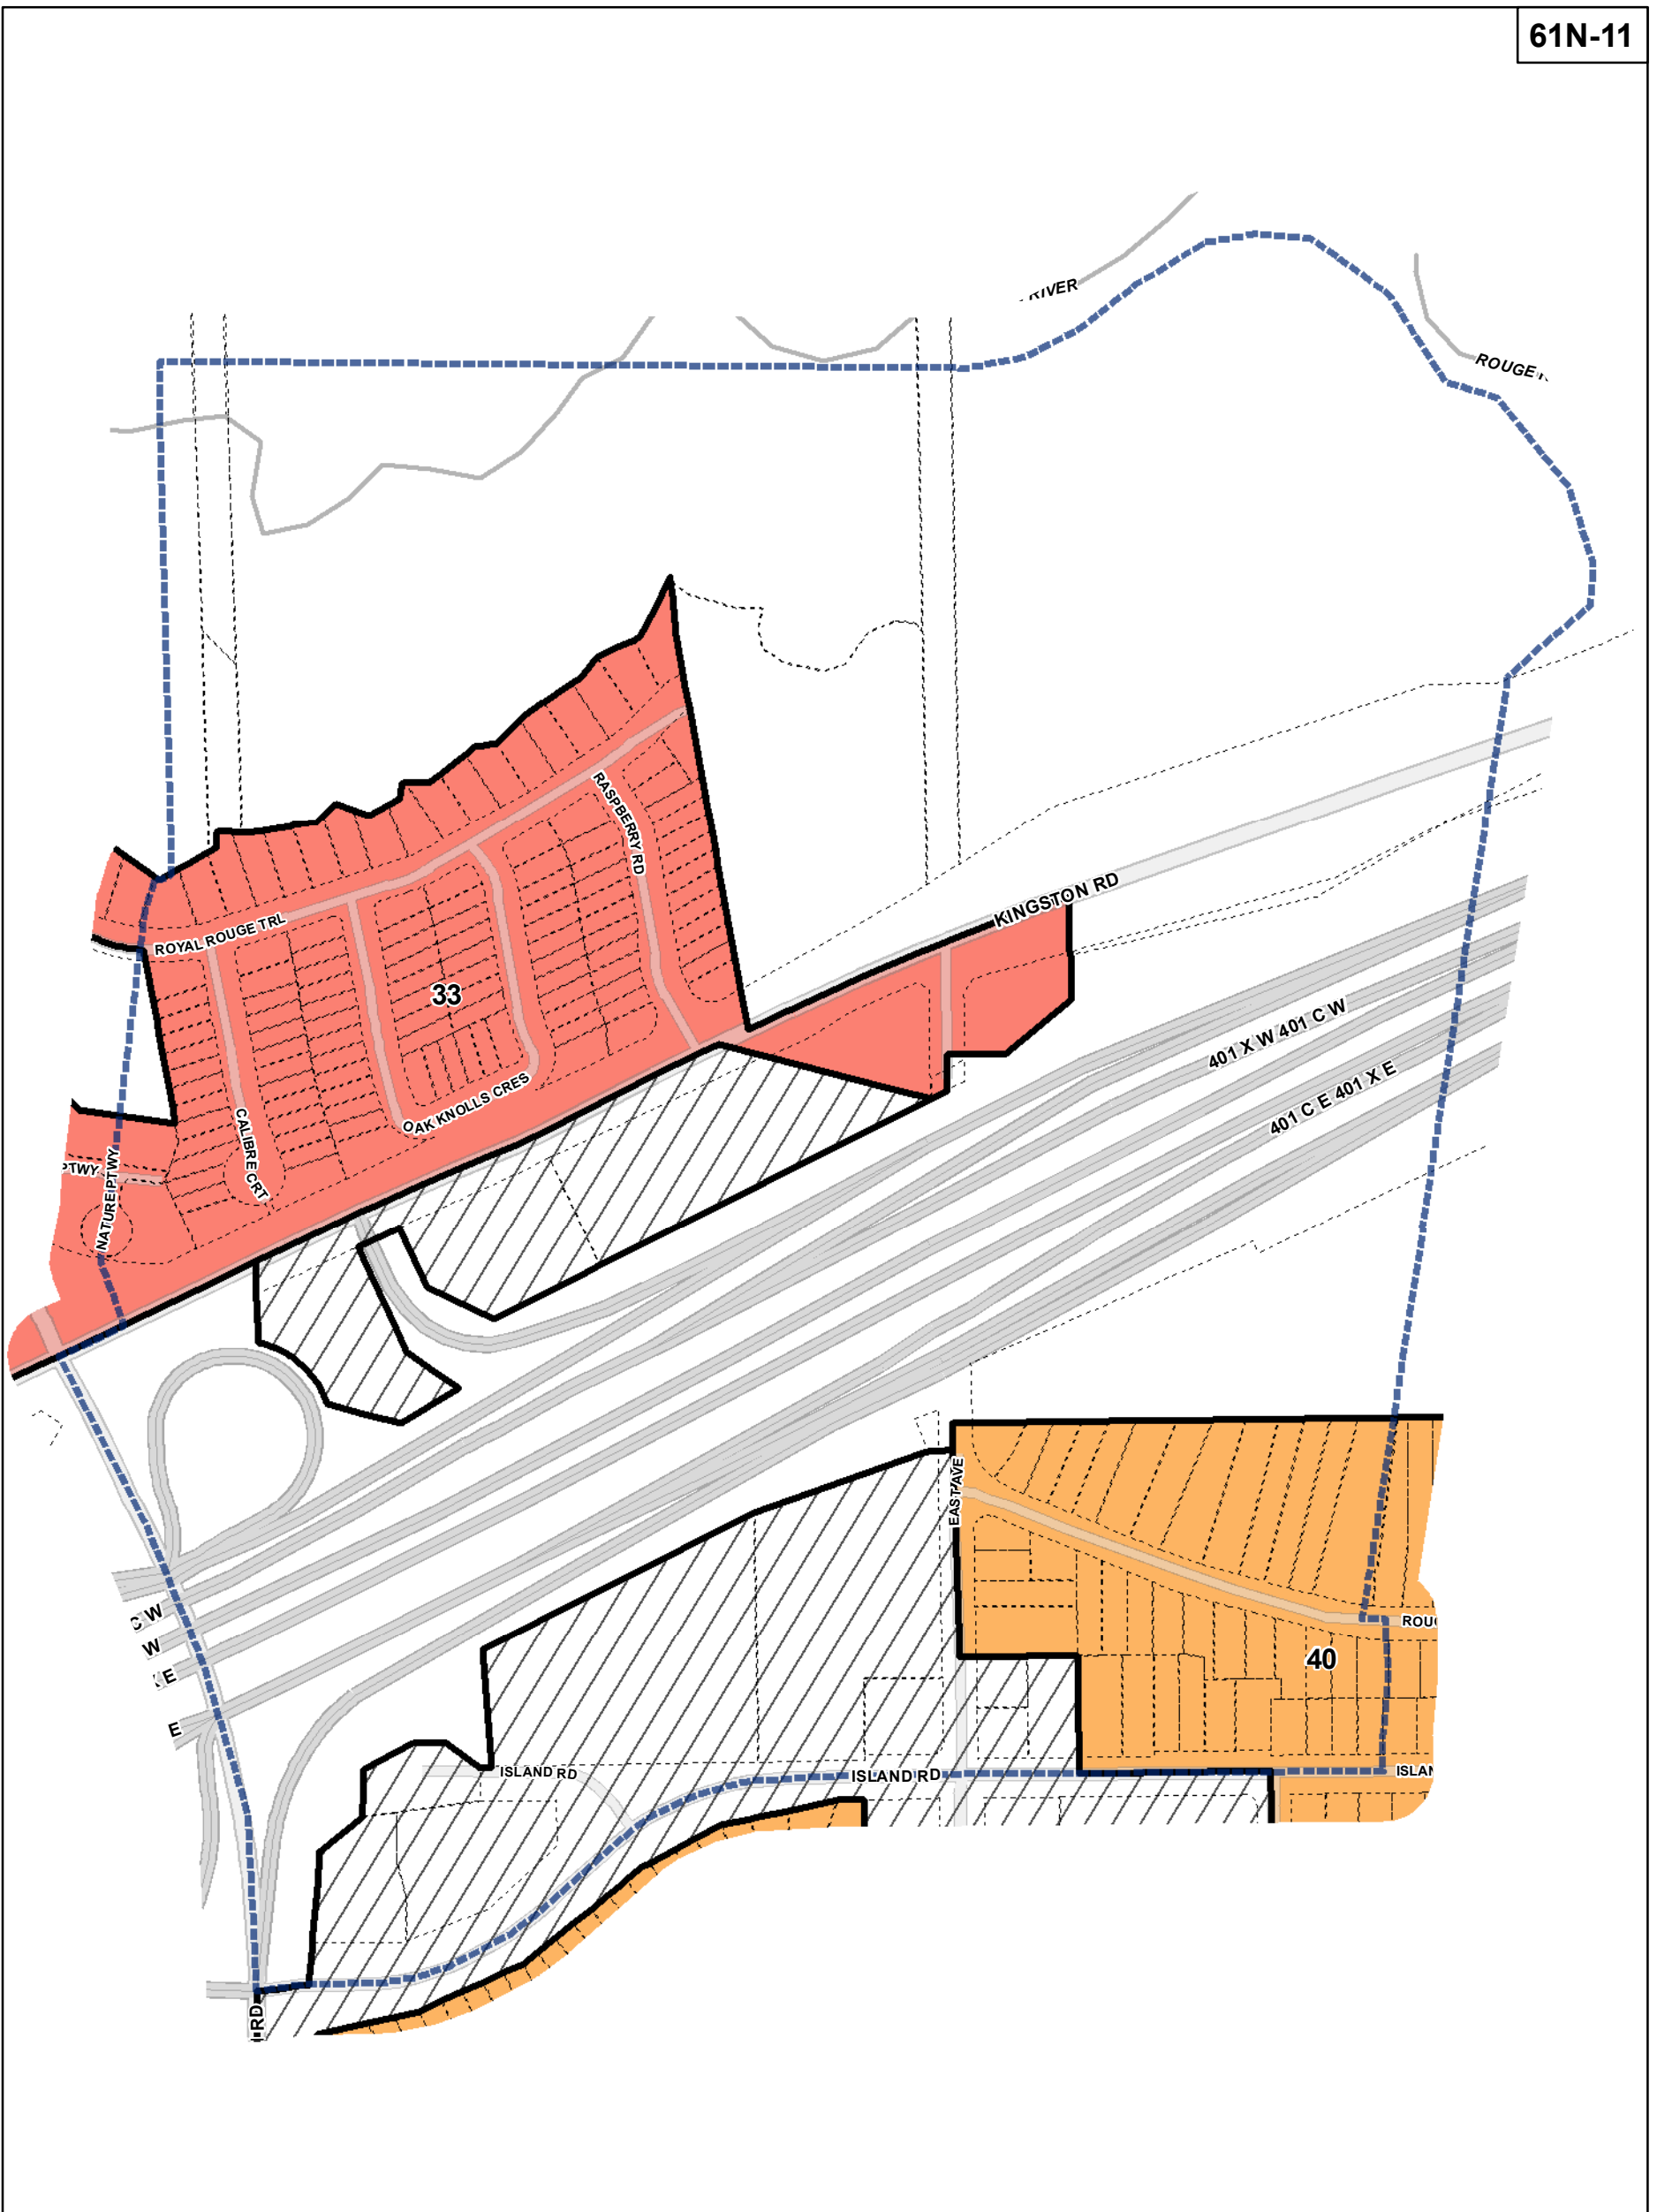 61N-11
RIVER
ROUGE
RASPBERRY RD
KINGSTON RD
ROYAL ROUGE TRL
33
401 X W 401 C W
401 C E 401 X E
OAK KNOLLS CRES
CALIBRE CRT
PTWY
NATURE PTWY
EAST AVE
C W
W
E
ROUG
40
E
ISLAND RD
ISLAND RD
ISLAN
RD